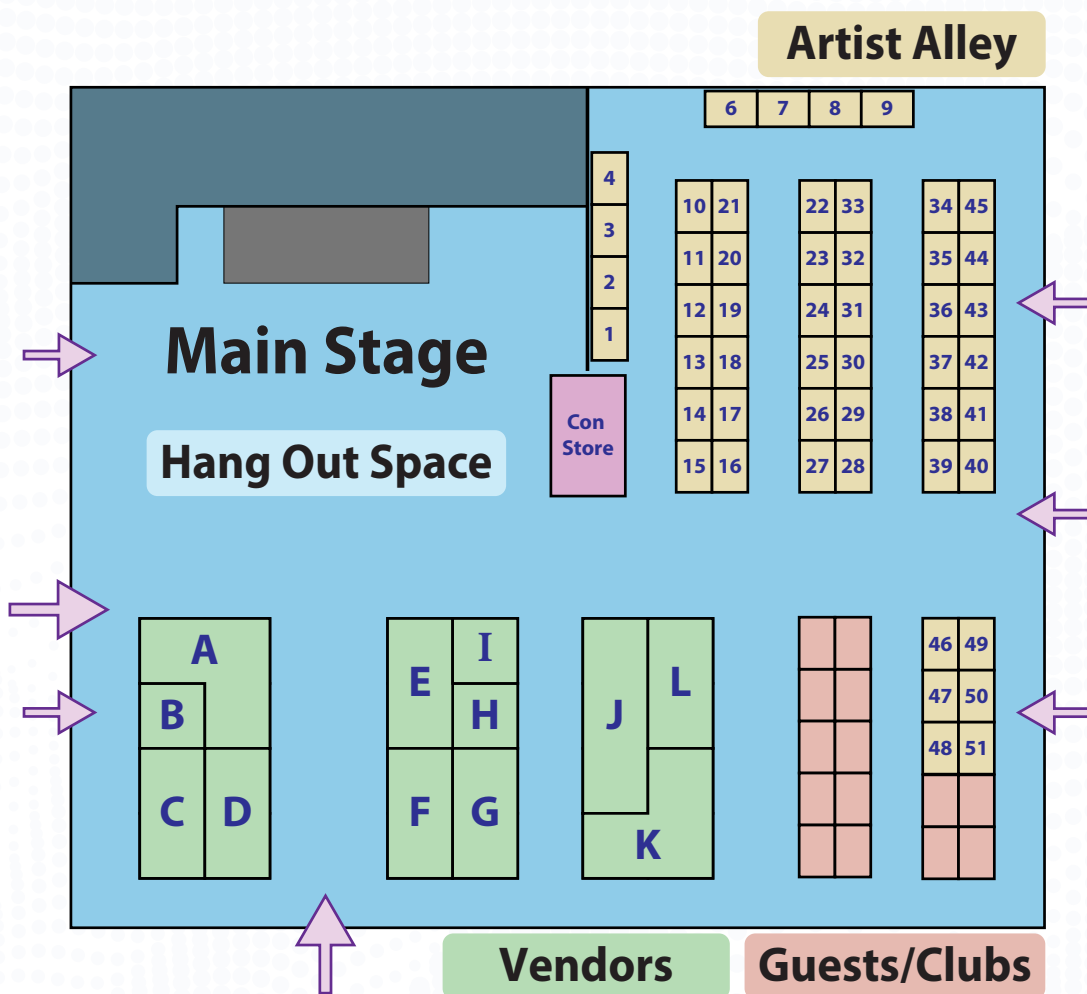 Artist Alley
6 7 8 9
4
3
2
1
10 21 22 33 34 45
11 20 23 32 35 44
12 19 24 31 36 43
13 18 25 30 37 42
14 17 26 29 38 41
15 16 27 28 39 40
Main Stage
Hang Out Space
Con
Store
A
B
C D
E I
H
F G
J L
K
46 49
47 50
48 51
Vendors
Guests/Clubs